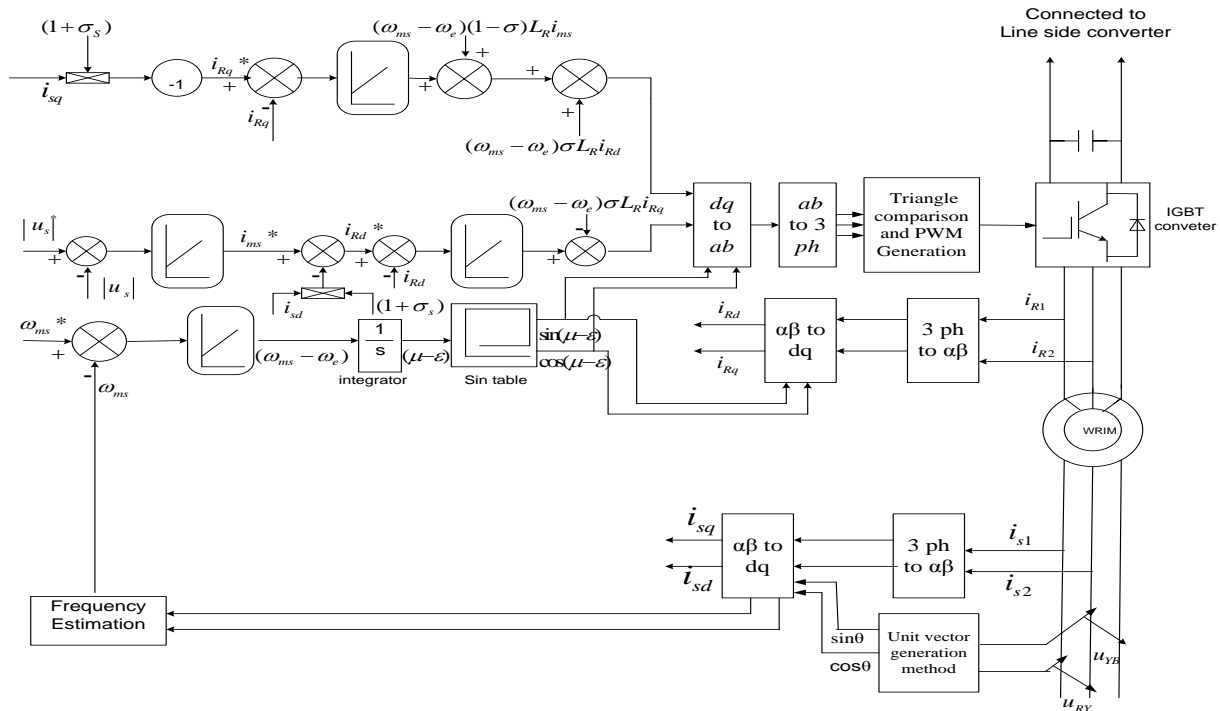 Connected to
Line side converter
(1+σ_S)
(ω_ms − ω_e)(1−σ)L_R i_ms
+
i_sq
-1
i_Rq *
+
-
i_Rq
+
+
+
(ω_ms − ω_e)σL_R i_Rd
|u_s^*|
+
-
|u_s|
i_ms *
+
-
i_Rd *
+
-
i_Rd
i_sd
(1+σ_s)
(ω_ms − ω_e)σL_R i_Rq
-
+
dq
to
ab
ab
to 3
ph
Triangle
comparison
and PWM
Generation
IGBT
conveter
ω_ms *
+
-
ω_ms
(ω_ms − ω_e)
1
s
integrator
(μ−ε)
Sin table
sin(μ−ε)
cos(μ−ε)
i_Rd
i_Rq
αβ to
dq
3 ph
to αβ
i_R1
i_R2
WRIM
i_sq
i_sd
αβ to
dq
3 ph
to αβ
i_s1
i_s2
Frequency
Estimation
sinθ
cosθ
Unit vector
generation
method
u_YB
u_RY